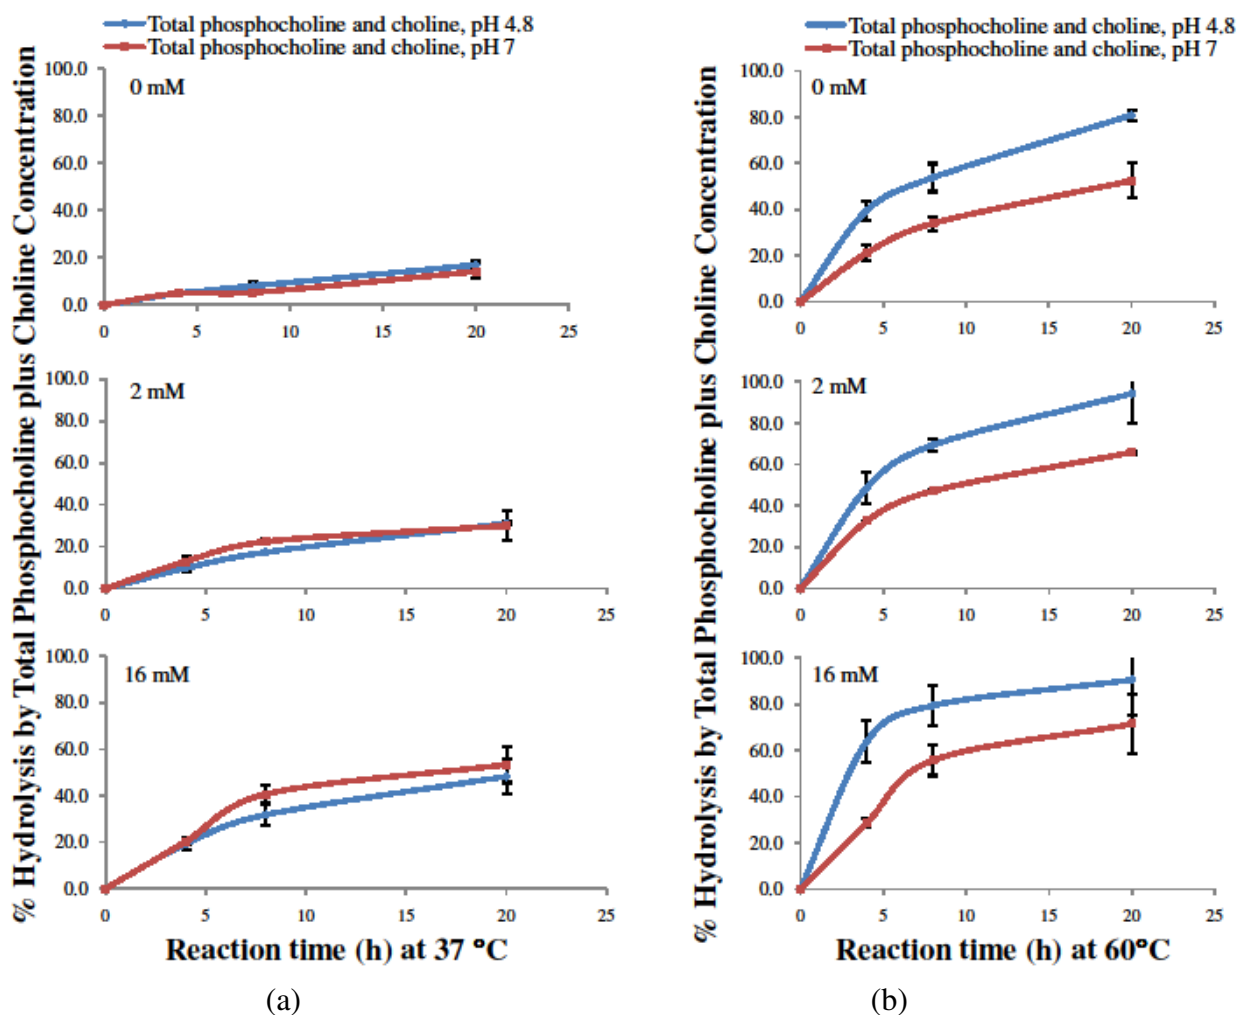 Total phosphocholine and choline, pH 4.8
Total phosphocholine and choline, pH 7
% Hydrolysis by Total Phosphocholine plus Choline Concentration
100.0
80.0
60.0
40.0
20.0
0.0
0 mM
0 5 10 15 20 25
100.0
80.0
60.0
40.0
20.0
0.0
2 mM
0 5 10 15 20 25
100.0
80.0
60.0
40.0
20.0
0.0
16 mM
0 5 10 15 20 25
Reaction time (h) at 37 °C
(a)
Total phosphocholine and choline, pH 4.8
Total phosphocholine and choline, pH 7
% Hydrolysis by Total Phosphocholine plus Choline Concentration
100.0
80.0
60.0
40.0
20.0
0.0
0 mM
0 5 10 15 20 25
100.0
80.0
60.0
40.0
20.0
0.0
2 mM
0 5 10 15 20 25
100.0
80.0
60.0
40.0
20.0
0.0
16 mM
0 5 10 15 20 25
Reaction time (h) at 60°C
(b)